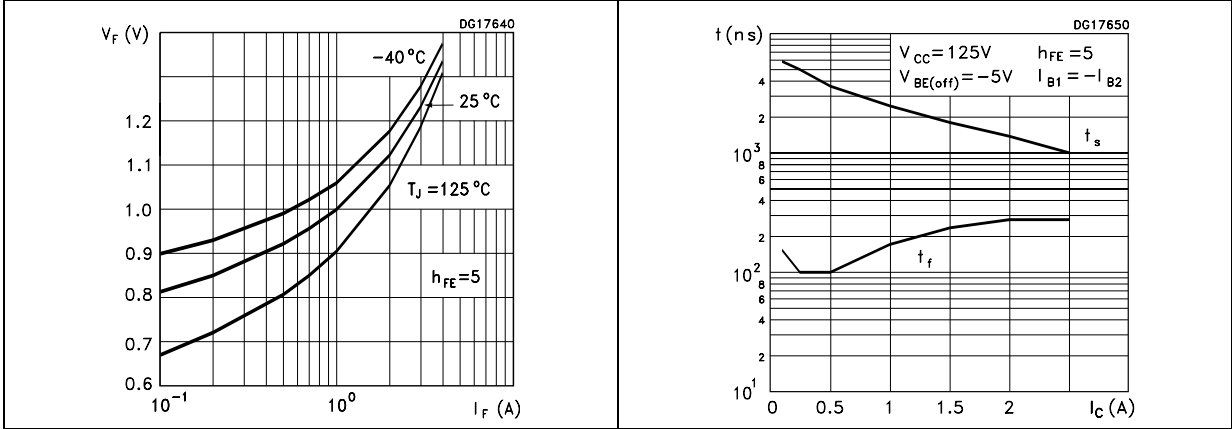 DG17640
V_F (V)
-40°C
25°C
1.2
1.1
T_J =125°C
1.0
0.9
h_FE=5
0.8
0.7
0.6
10^-1
10^0
I_F (A)
DG17650
t(ns)
V_CC=125V h_FE=5
V_BE(off)=-5V I_B1=-I_B2
4
2
t_s
10^3
8
6
4
2
t_f
10^2
8
6
4
2
10^1
0 0.5 1 1.5 2 I_C (A)